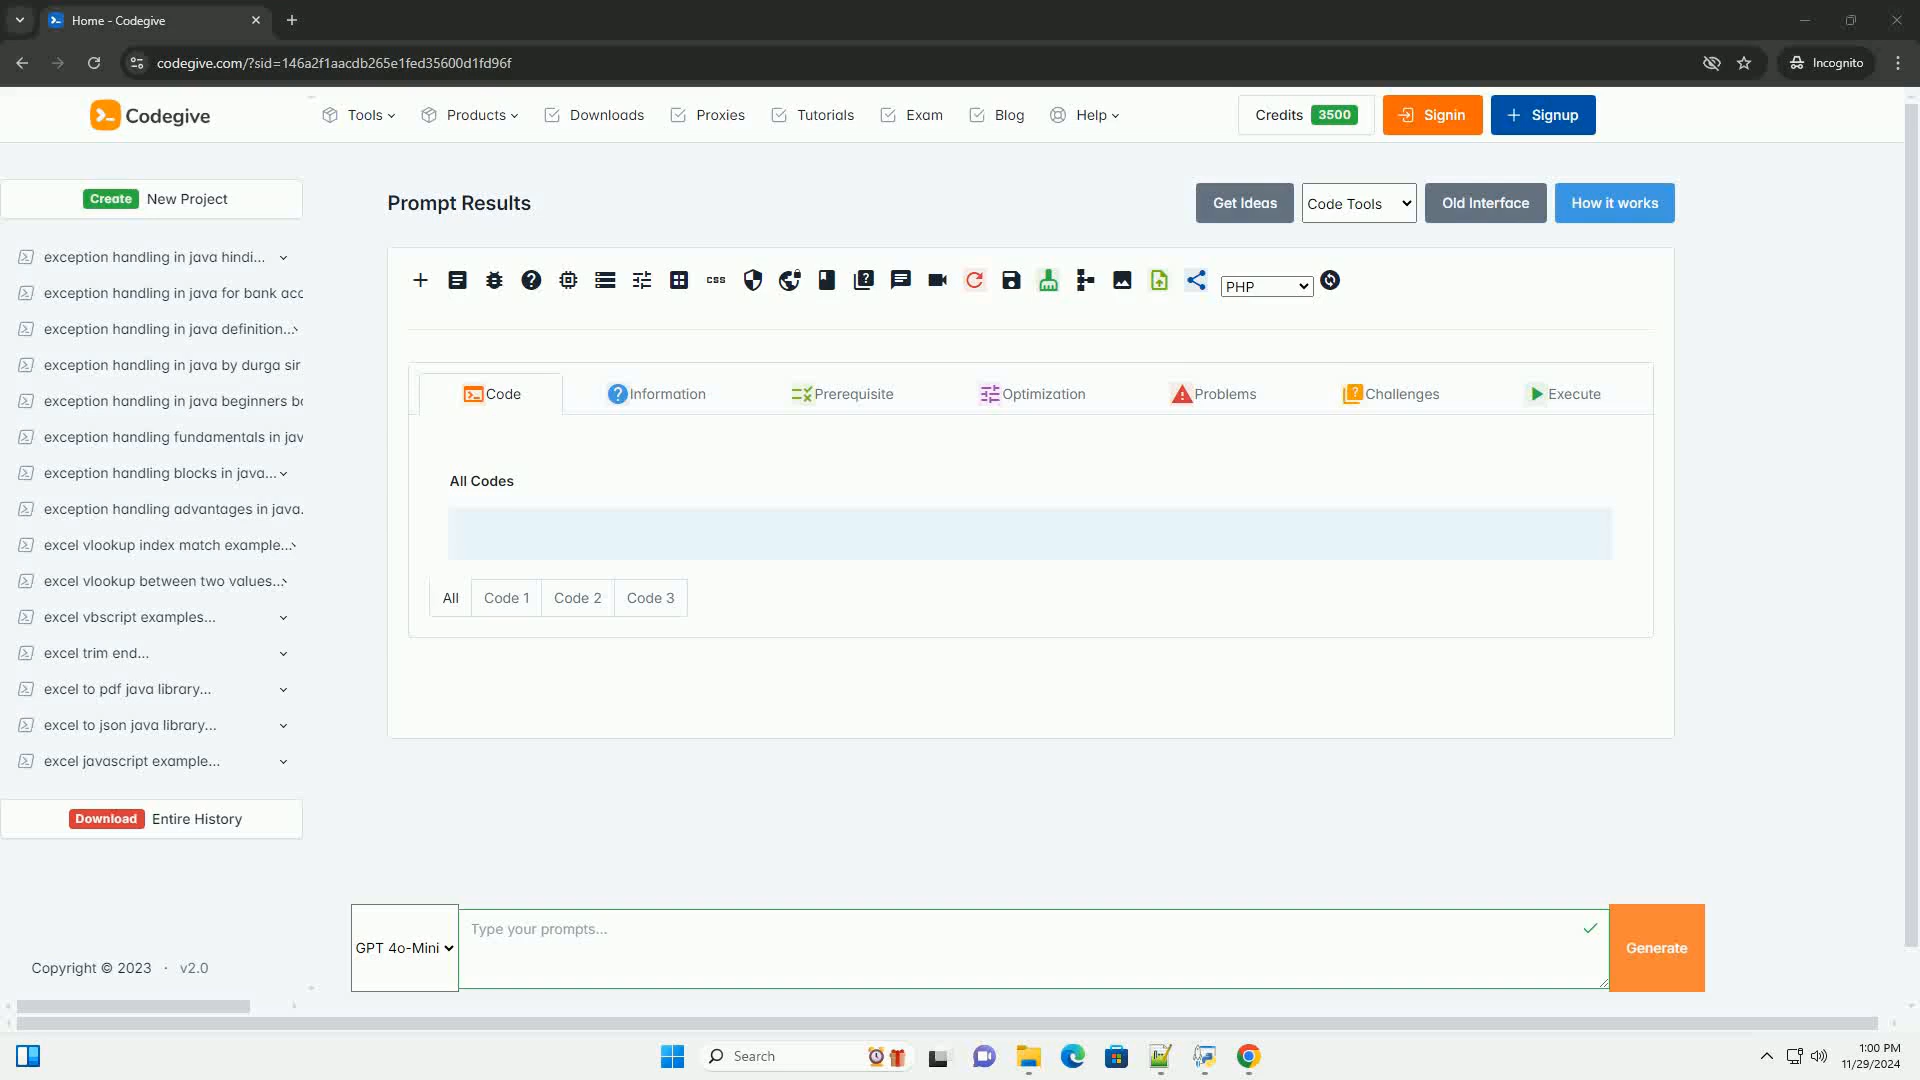 Home - Codegive
codegive.com/?sid=146a2f1aacdb265e1fed35600d1fd96f
Incognito
Codegive
Tools
Products
Downloads
Proxies
Tutorials
Exam
Blog
Help
Credits 3500
Signin
Signup
Create New Project
exception handling in java hindi...
exception handling in java for bank acc
exception handling in java definition...
exception handling in java by durga sir
exception handling in java beginners bo
exception handling fundamentals in jav
exception handling blocks in java...
exception handling advantages in java.
excel vlookup index match example...
excel vlookup between two values...
excel vbscript examples...
excel trim end...
excel to pdf java library...
excel to json java library...
excel javascript example...
Download Entire History
Copyright © 2023 · v2.0
Prompt Results
Get Ideas
Code Tools
Old Interface
How it works
CSS
PHP
Code
Information
Prerequisite
Optimization
Problems
Challenges
Execute
All Codes
All
Code 1
Code 2
Code 3
GPT 4o-Mini
Type your prompts...
Generate
Search
1:00 PM
11/29/2024